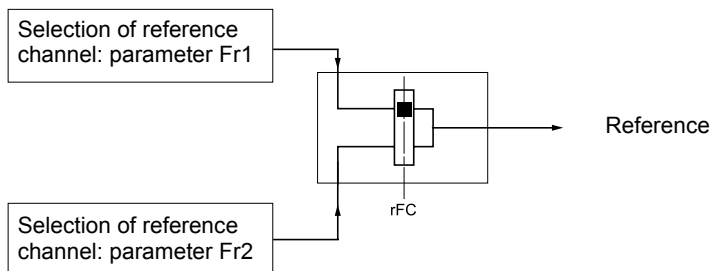 Selection of reference
channel: parameter Fr1
Reference
rFC
Selection of reference
channel: parameter Fr2